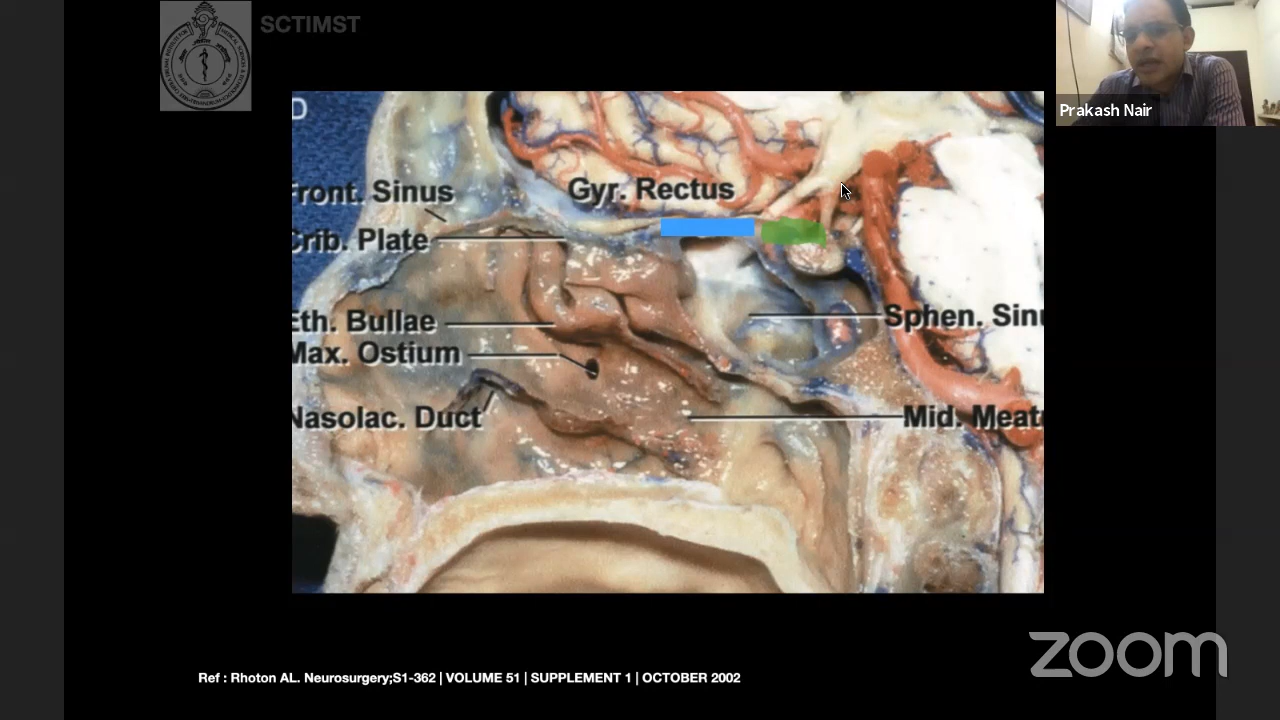 SCTIMST
Prakash Nair
D
Front. Sinus
Gyr. Rectus
Crib. Plate
Eth. Bullae
Sphen. Sinu
Max. Ostium
Nasolac. Duct
Mid. Meat
zoom
Ref : Rhoton AL. Neurosurgery;S1-362 | VOLUME 51 | SUPPLEMENT 1 | OCTOBER 2002